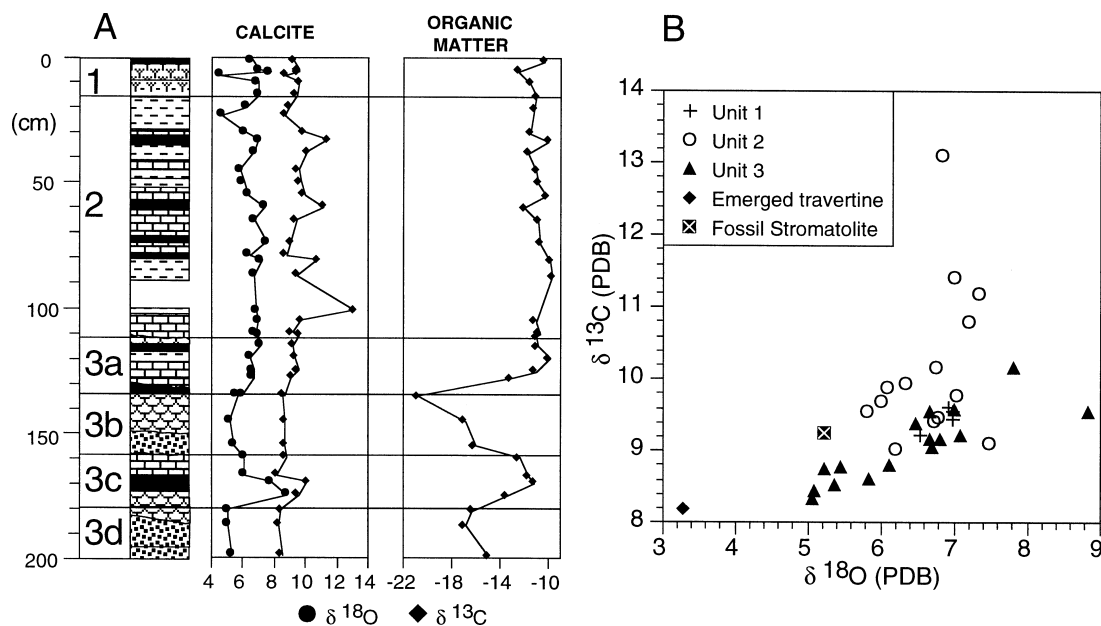 A
CALCITE
ORGANIC
MATTER
0
(cm)
50
100
150
200
1
2
3a
3b
3c
3d
4 6 8 10 12 14
-22 -18 -14 -10
● δ 18O ◆ δ 13C
B
14
13
12
11
10
9
8
δ 13C (PDB)
+ Unit 1
○ Unit 2
▲ Unit 3
◆ Emerged travertine
⊠ Fossil Stromatolite
3 4 5 6 7 8 9
δ 18O (PDB)